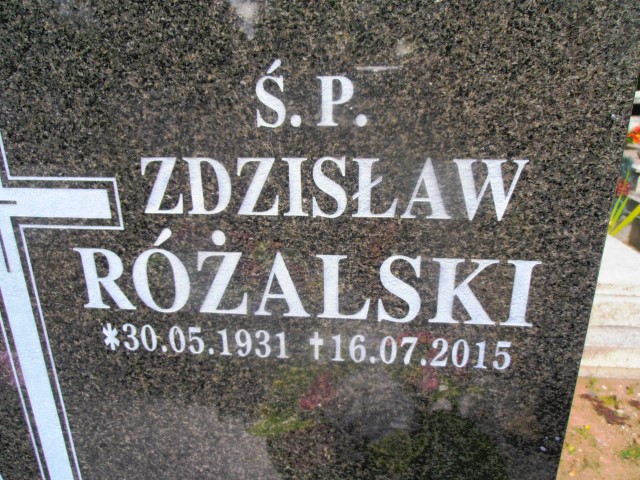 Ś. P.
ZDZISŁAW
RÓŻALSKI
*30.05.1931 †16.07.2015